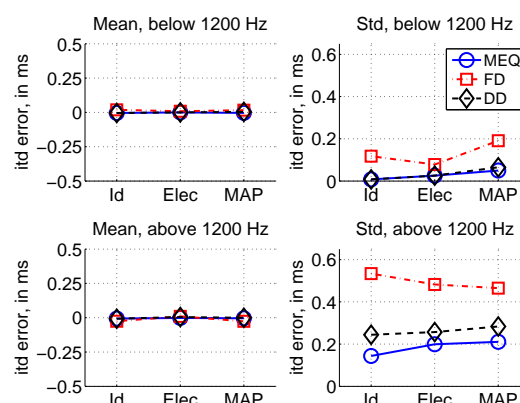 Mean, below 1200 Hz
itd error, in ms
0.5
0.25
0
−0.25
−0.5
Id Elec MAP
Std, below 1200 Hz
itd error, in ms
0.6
0.4
0.2
0
Id Elec MAP
MEQ
FD
DD
Mean, above 1200 Hz
itd error, in ms
0.5
0.25
0
−0.25
−0.5
Id Elec MAP
Std, above 1200 Hz
itd error, in ms
0.6
0.4
0.2
0
Id Elec MAP